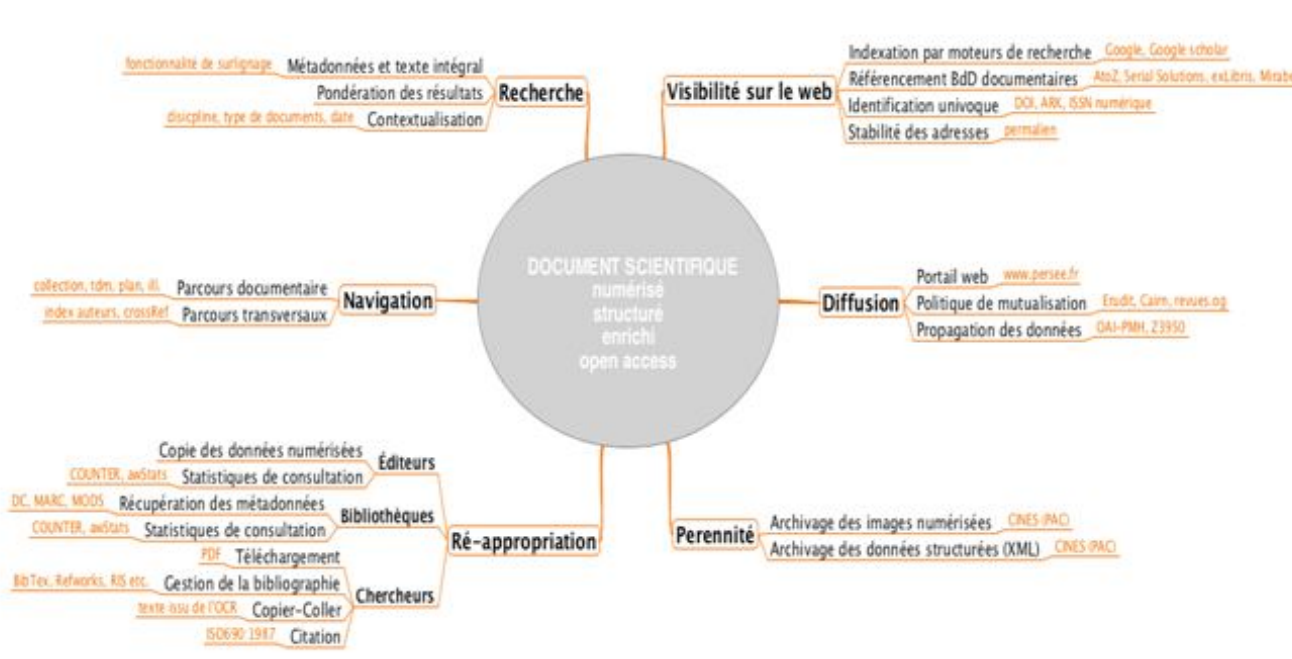 DOCUMENT SCIENTIFIQUE
numérisé
structuré
enrichi
open access
Recherche
Métadonnées et texte intégral
fonctionnalité de surlignage
Pondération des résultats
Contextualisation
disicpline, type de documents, date
Navigation
Parcours documentaire
collection, tdm, plan, ill.
Parcours transversaux
index auteurs, crossRef
Ré-appropriation
Éditeurs
Copie des données numérisées
Statistiques de consultation
COUNTER, awStats
Bibliothèques
Récupération des métadonnées
DC, MARC, MODS
Statistiques de consultation
COUNTER, awStats
Chercheurs
Téléchargement
PDF
Gestion de la bibliographie
BibTex, Refworks, RIS etc.
Copier-Coller
texte issu de l'OCR
Citation
ISO690:1987
Visibilité sur le web
Indexation par moteurs de recherche
Google, Google scholar
Référencement BdD documentaires
AtoZ, Serial Solutions, exLibris, Mirabe
Identification univoque
DOI, ARK, ISSN numérique
Stabilité des adresses
permalien
Diffusion
Portail web
www.persee.fr
Politique de mutualisation
Erudit, Cairn, revues.og
Propagation des données
OAI-PMH, Z3950
Perennité
Archivage des images numérisées
CINES (PAC)
Archivage des données structurées (XML)
CINES (PAC)